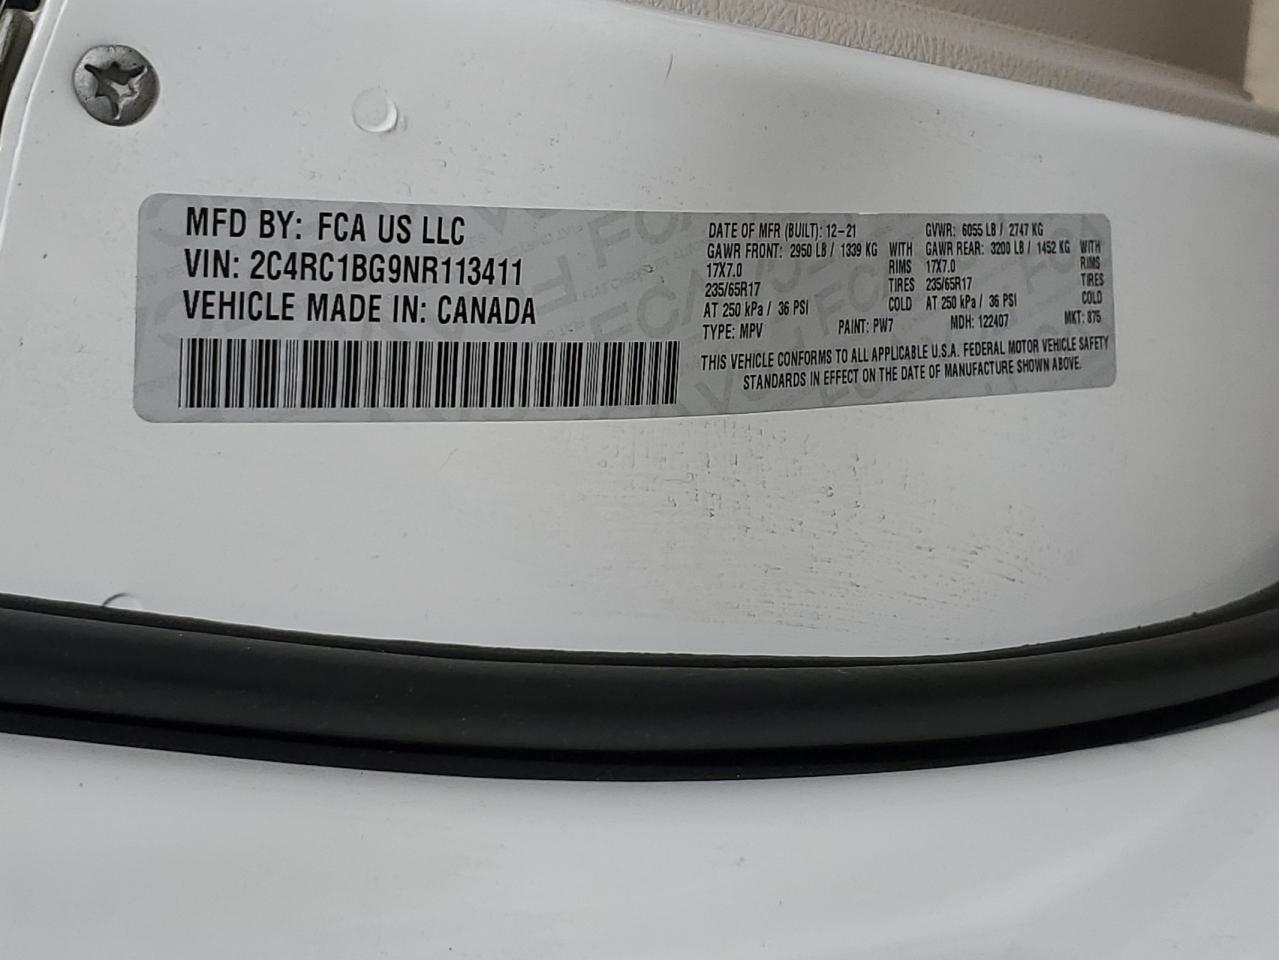 MFD BY: FCA US LLC
VIN: 2C4RC1BG9NR113411
VEHICLE MADE IN: CANADA
DATE OF MFR (BUILT): 12-21 GVWR: 6055 LB / 2747 KG
GAWR FRONT: 2950 LB / 1339 KG WITH GAWR REAR: 3200 LB / 1452 KG WITH
17X7.0 RIMS 17X7.0 RIMS
235/65R17 TIRES 235/65R17 TIRES
AT 250 kPa / 36 PSI COLD AT 250 kPa / 36 PSI COLD
TYPE: MPV PAINT: PW7 MDH: 122407 MKT: 875
THIS VEHICLE CONFORMS TO ALL APPLICABLE U.S.A. FEDERAL MOTOR VEHICLE SAFETY
STANDARDS IN EFFECT ON THE DATE OF MANUFACTURE SHOWN ABOVE.